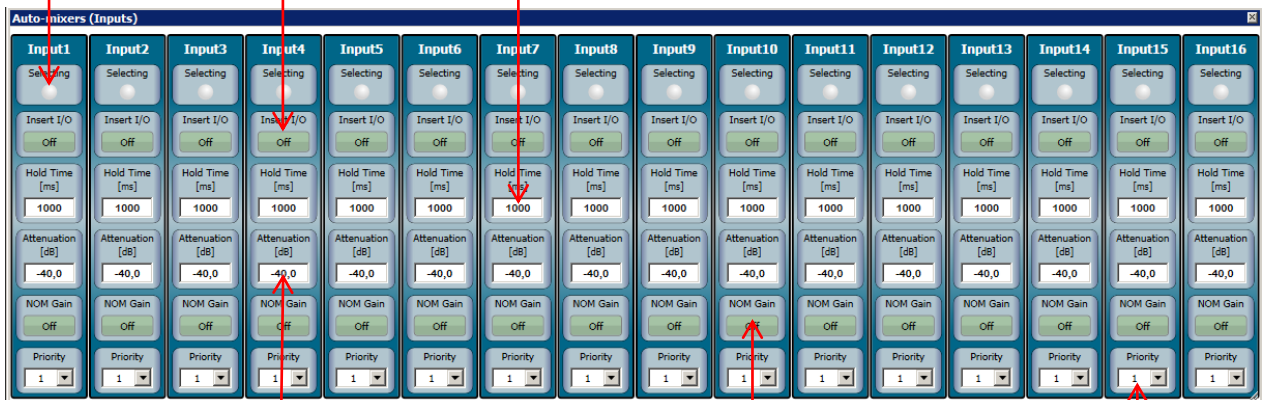 Auto-mixers (Inputs)
Input1 Input2 Input3 Input4 Input5 Input6 Input7 Input8 Input9 Input10 Input11 Input12 Input13 Input14 Input15 Input16
Selecting Selecting Selecting Selecting Selecting Selecting Selecting Selecting Selecting Selecting Selecting Selecting Selecting Selecting Selecting Selecting
Insert I/O Insert I/O Insert I/O Insert I/O Insert I/O Insert I/O Insert I/O Insert I/O Insert I/O Insert I/O Insert I/O Insert I/O Insert I/O Insert I/O Insert I/O Insert I/O
Off Off Off Off Off Off Off Off Off Off Off Off Off Off Off Off
Hold Time Hold Time Hold Time Hold Time Hold Time Hold Time Hold Time Hold Time Hold Time Hold Time Hold Time Hold Time Hold Time Hold Time Hold Time Hold Time
[ms] [ms] [ms] [ms] [ms] [ms] [ms] [ms] [ms] [ms] [ms] [ms] [ms] [ms] [ms] [ms]
1000 1000 1000 1000 1000 1000 1000 1000 1000 1000 1000 1000 1000 1000 1000 1000
Attenuation Attenuation Attenuation Attenuation Attenuation Attenuation Attenuation Attenuation Attenuation Attenuation Attenuation Attenuation Attenuation Attenuation Attenuation Attenuation
[dB] [dB] [dB] [dB] [dB] [dB] [dB] [dB] [dB] [dB] [dB] [dB] [dB] [dB] [dB] [dB]
-40,0 -40,0 -40,0 -40,0 -40,0 -40,0 -40,0 -40,0 -40,0 -40,0 -40,0 -40,0 -40,0 -40,0 -40,0 -40,0
NOM Gain NOM Gain NOM Gain NOM Gain NOM Gain NOM Gain NOM Gain NOM Gain NOM Gain NOM Gain NOM Gain NOM Gain NOM Gain NOM Gain NOM Gain NOM Gain
Off Off Off Off Off Off Off Off Off Off Off Off Off Off Off Off
Priority Priority Priority Priority Priority Priority Priority Priority Priority Priority Priority Priority Priority Priority Priority Priority
1 1 1 1 1 1 1 1 1 1 1 1 1 1 1 1